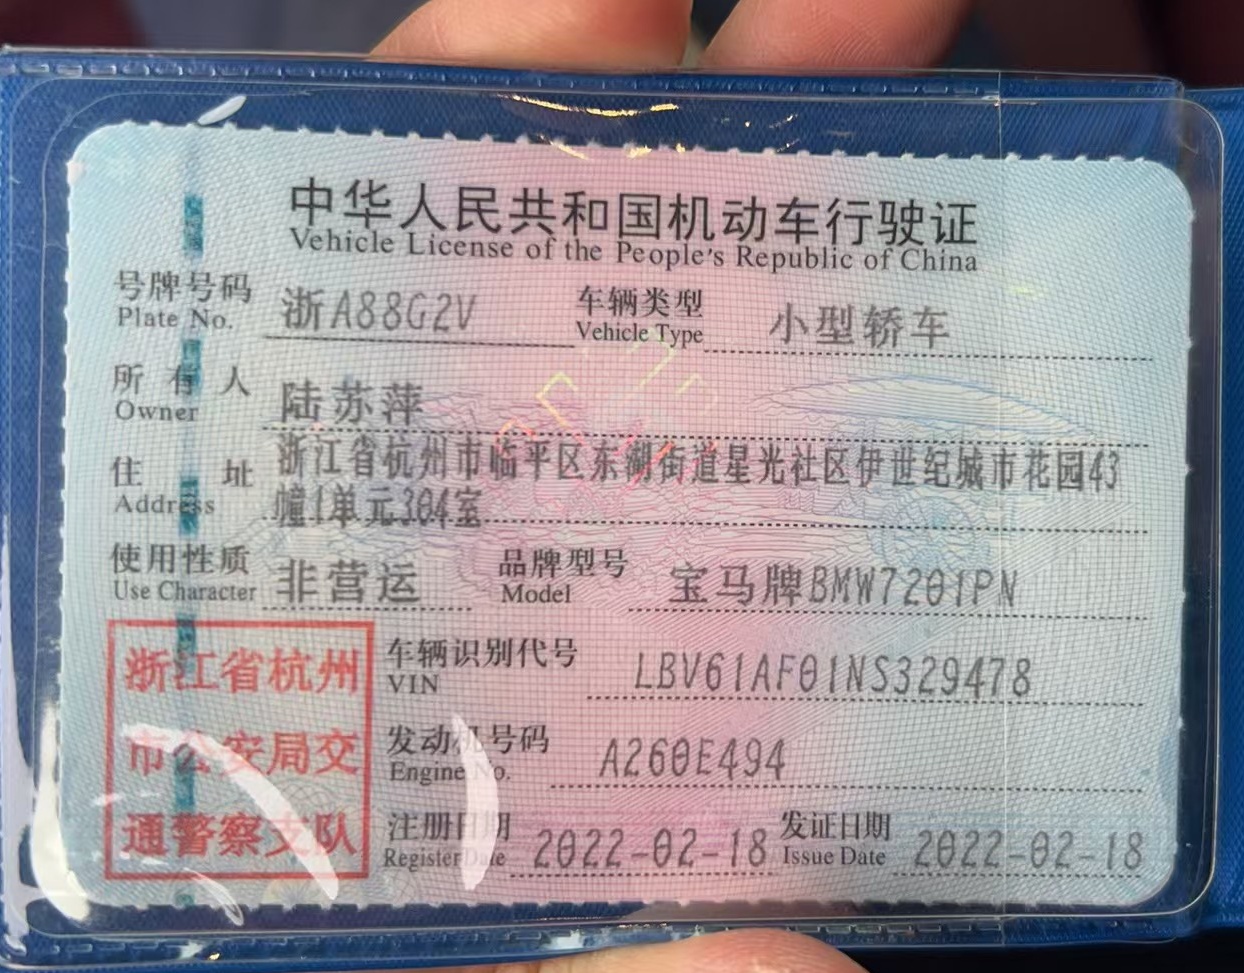 中华人民共和国机动车行驶证
Vehicle License of the People's Republic of China
号牌号码 浙A88G2V 车辆类型 小型轿车
Plate No. Vehicle Type
所有人 陆苏萍
Owner
住址 浙江省杭州市临平区东湖街道星光社区伊世纪城市花园43
Address 幢1单元304室
使用性质 非营运 品牌型号 宝马牌BMW7201PN
Use Character Model
浙江省杭州 车辆识别代号 LBV61AF01NS329478
VIN
市公安局交 发动机号码 A260E494
Engine No.
通警察支队 注册日期 2022-02-18 发证日期 2022-02-18
Register Date Issue Date